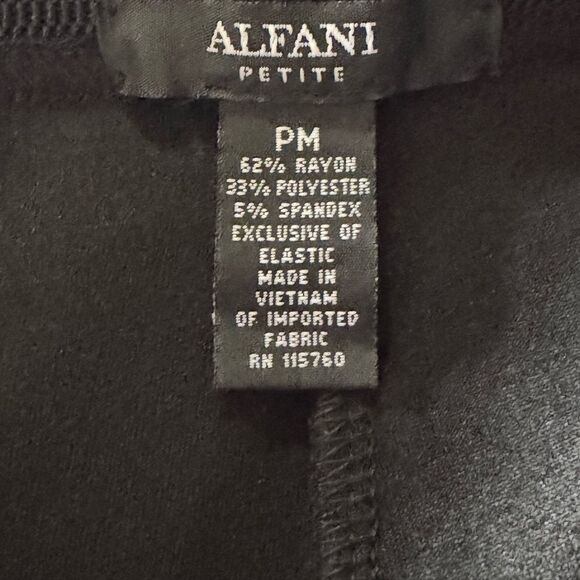 ALFANI
PETITE
PM
62% RAYON
33% POLYESTER
5% SPANDEX
EXCLUSIVE OF
ELASTIC
MADE IN
VIETNAM
OF IMPORTED
FABRIC
RN 115760